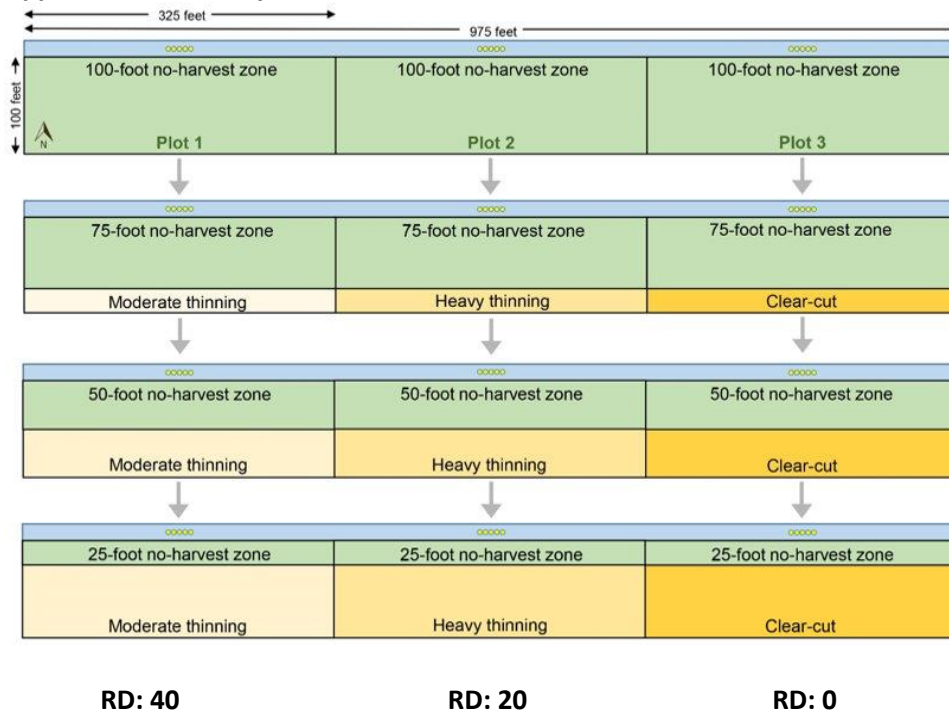 325 feet
975 feet
100-foot no-harvest zone 100-foot no-harvest zone 100-foot no-harvest zone
100 feet
N
Plot 1 Plot 2 Plot 3
75-foot no-harvest zone 75-foot no-harvest zone 75-foot no-harvest zone
Moderate thinning Heavy thinning Clear-cut
50-foot no-harvest zone 50-foot no-harvest zone 50-foot no-harvest zone
Moderate thinning Heavy thinning Clear-cut
25-foot no-harvest zone 25-foot no-harvest zone 25-foot no-harvest zone
Moderate thinning Heavy thinning Clear-cut
RD: 40 RD: 20 RD: 0